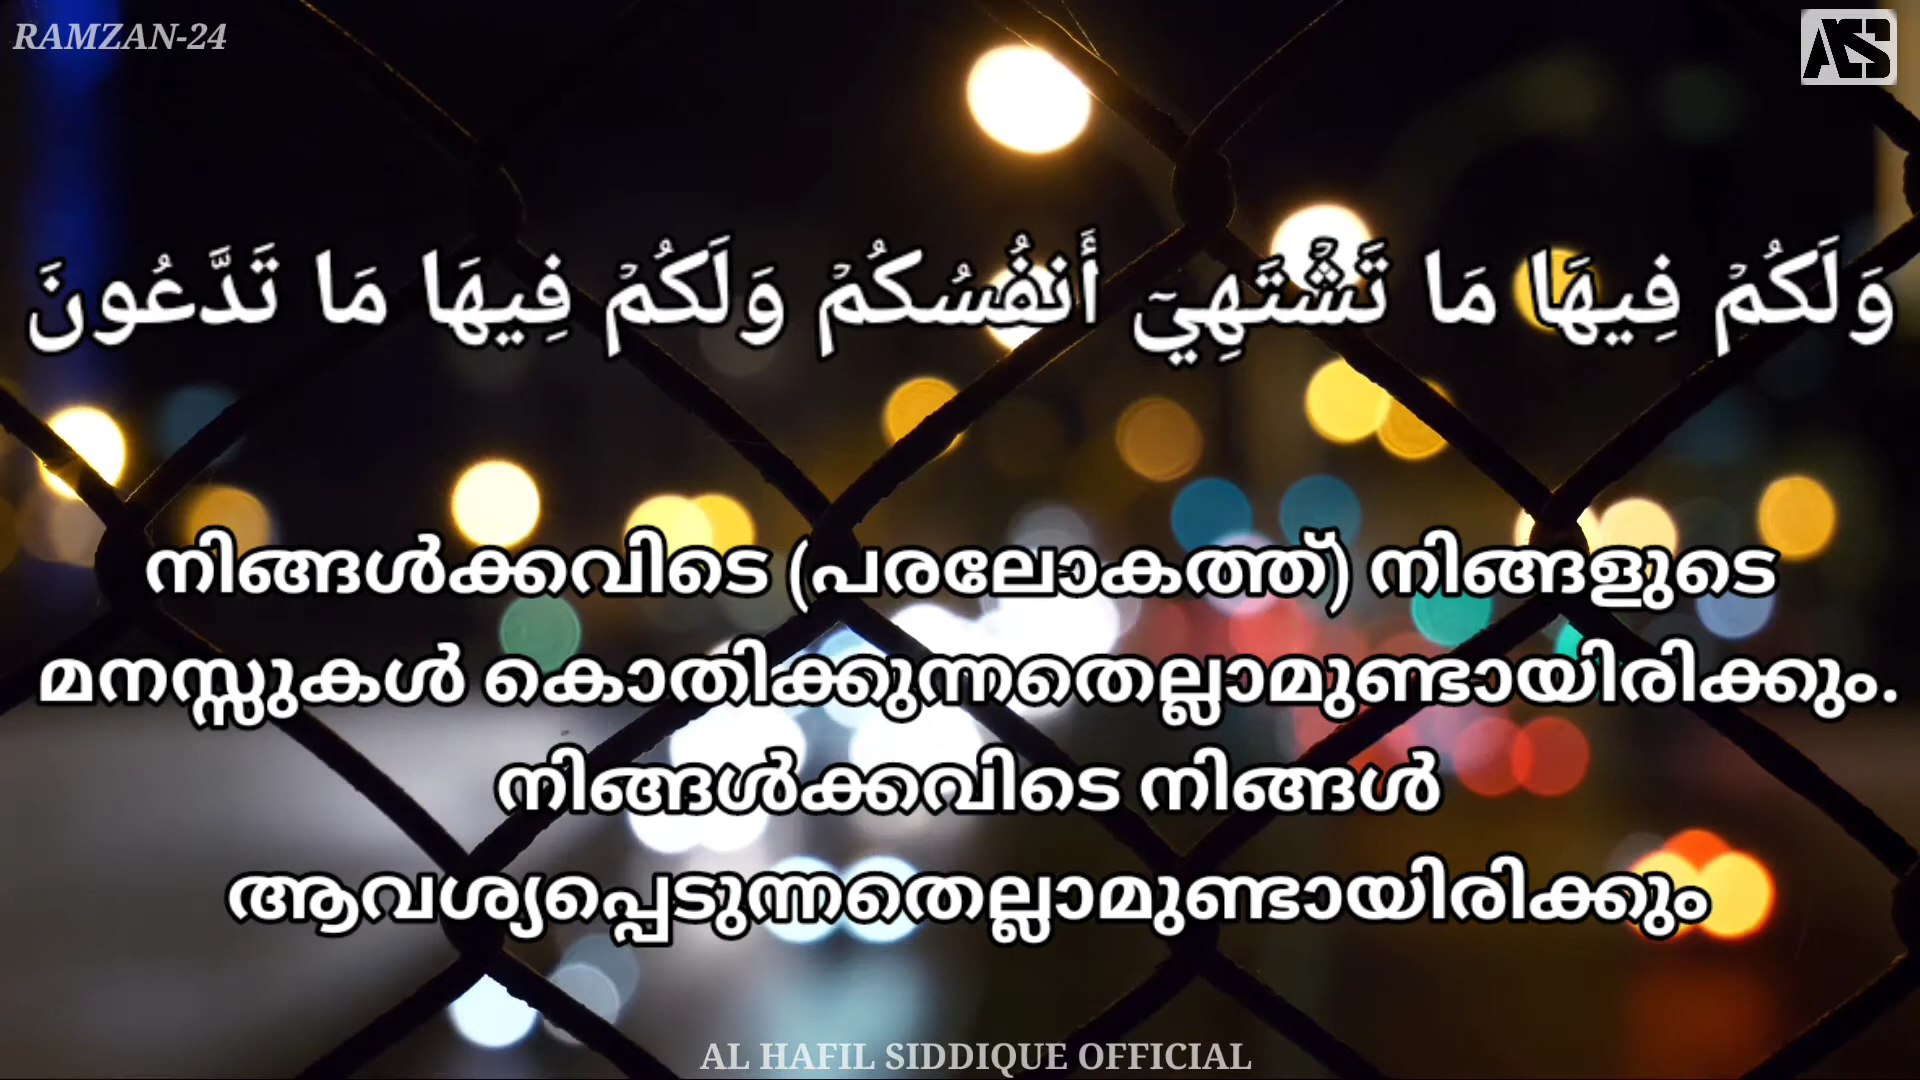 RAMZAN-24
AES
وَلَكُمْ فِيهَا مَا تَشْتَهِيٓ أَنفُسُكُمْ وَلَكُمْ فِيهَا مَا تَدَّعُونَ
നിങ്ങൾക്കവിടെ (പരലോകത്ത്) നിങ്ങളുടെ
മനസ്സുകൾ കൊതിക്കുന്നതെല്ലാമുണ്ടായിരിക്കും.
നിങ്ങൾക്കവിടെ നിങ്ങൾ
ആവശ്യപ്പെടുന്നതെല്ലാമുണ്ടായിരിക്കും
AL HAFIL SIDDIQUE OFFICIAL